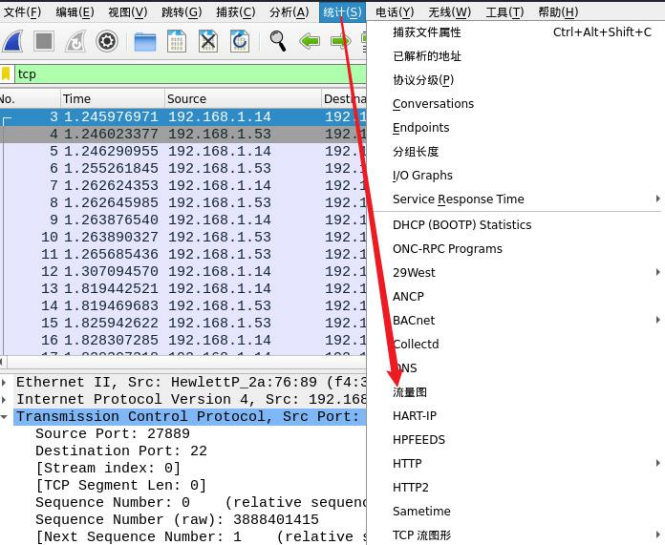 文件(F) 编辑(E) 视图(V) 跳转(G) 捕获(C) 分析(A) 统计(S) 电话(Y) 无线(W) 工具(T) 帮助(H)
tcp
No. Time Source Destina
3 1.245976971 192.168.1.14 192.1
4 1.246023377 192.168.1.53 192.1
5 1.246290955 192.168.1.14 192.1
6 1.255261845 192.168.1.53 192.1
7 1.262624353 192.168.1.14 192.1
8 1.262645985 192.168.1.53 192.1
9 1.263876540 192.168.1.14 192.1
10 1.263890327 192.168.1.53 192.1
11 1.265685436 192.168.1.53 192.1
12 1.307094570 192.168.1.14 192.1
13 1.819442521 192.168.1.14 192.1
14 1.819469683 192.168.1.53 192.1
15 1.825942622 192.168.1.53 192.1
16 1.828307285 192.168.1.14 192.1
Ethernet II, Src: HewlettP_2a:76:89 (f4:3
Internet Protocol Version 4, Src: 192.168
Transmission Control Protocol, Src Port:
Source Port: 27889
Destination Port: 22
[Stream index: 0]
[TCP Segment Len: 0]
Sequence Number: 0 (relative sequenc
Sequence Number (raw): 3888401415
[Next Sequence Number: 1 (relative s
捕获文件属性 Ctrl+Alt+Shift+C
已解析的地址
协议分级(P)
Conversations
Endpoints
分组长度
I/O Graphs
Service Response Time
DHCP (BOOTP) Statistics
ONC-RPC Programs
29West
ANCP
BACnet
Collectd
DNS
流量图
HART-IP
HPFEEDS
HTTP
HTTP2
Sametime
TCP 流图形